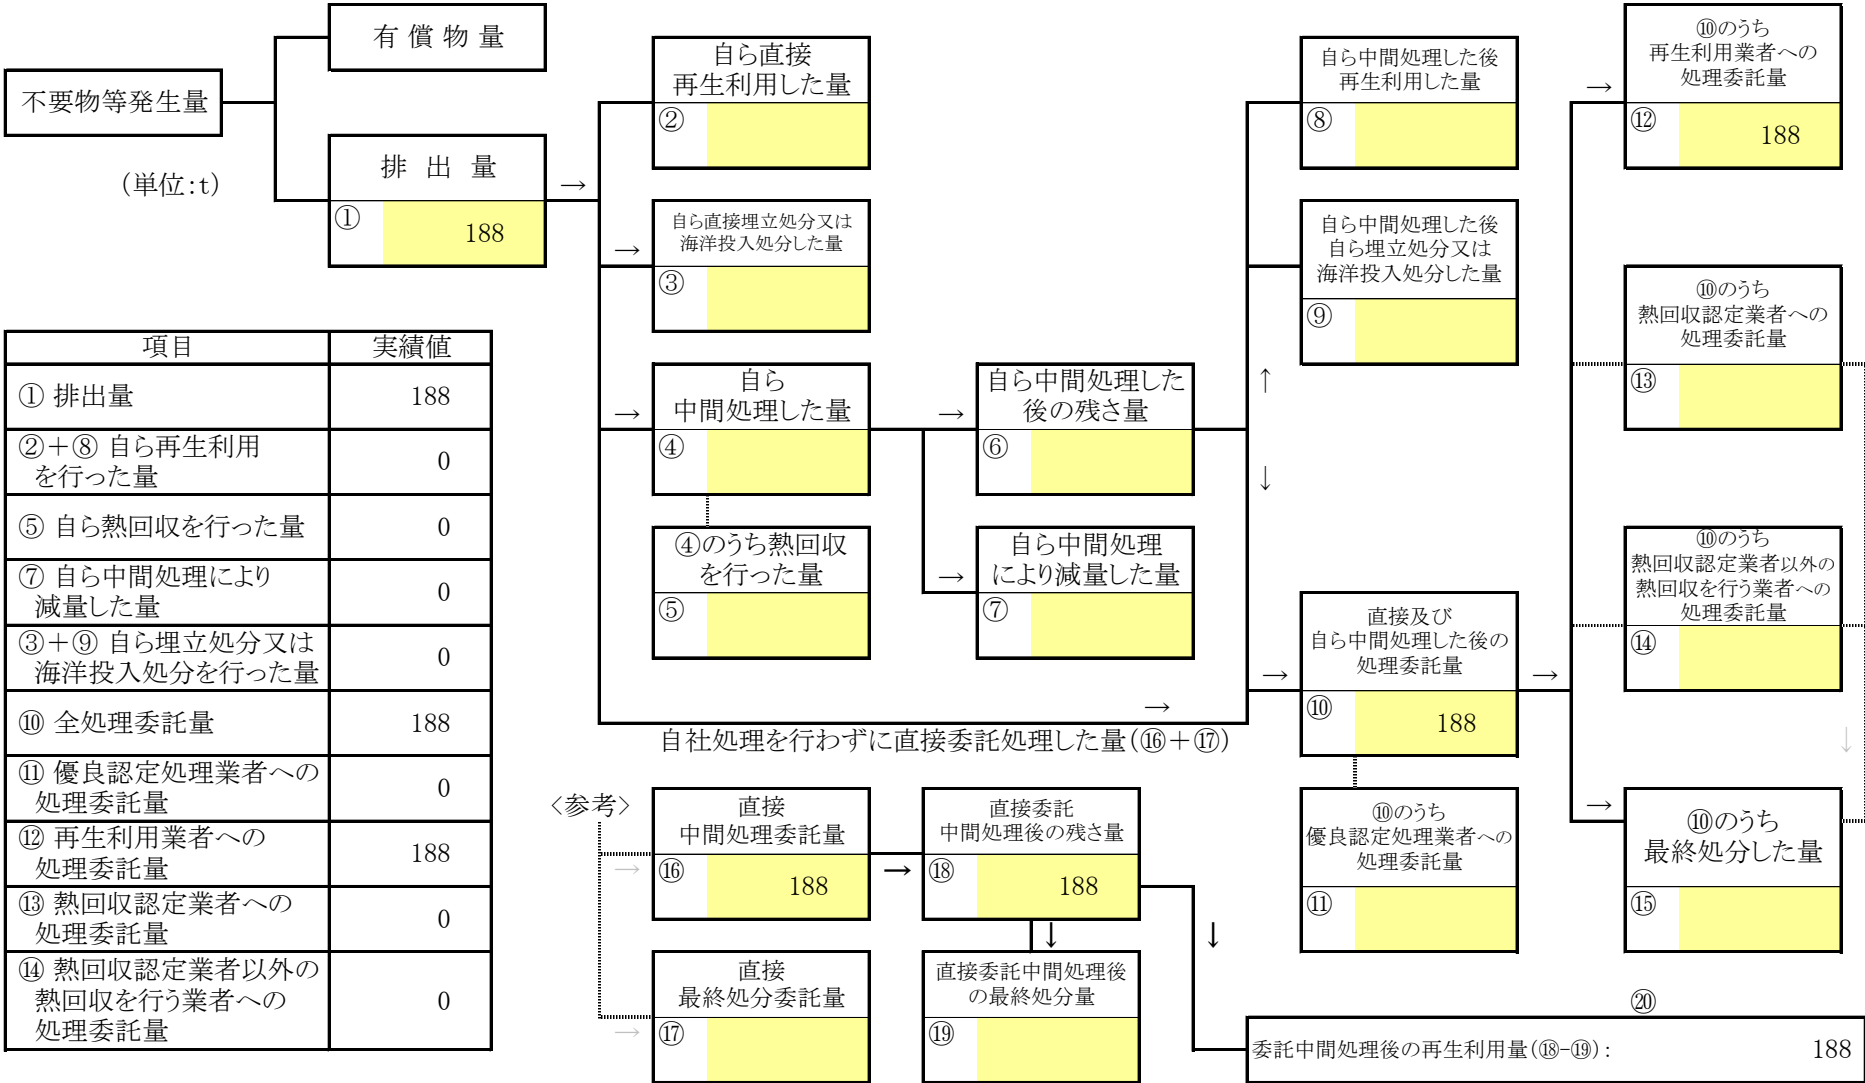 不要物等発生量
(単位:t)
有 償 物 量
排 出 量
①
188
→
自ら直接
再生利用した量
②
→
自ら直接埋立処分又は
海洋投入処分した量
③
→
自ら
中間処理した量
④
④のうち熱回収
を行った量
⑤
→
自ら中間処理した
後の残さ量
⑥
→
自ら中間処理
により減量した量
⑦
↑
↓
自ら中間処理した後
再生利用した量
⑧
自ら中間処理した後
自ら埋立処分又は
海洋投入処分した量
⑨
→
直接及び
自ら中間処理した後の
処理委託量
⑩
188
⑩のうち
優良認定処理業者への
処理委託量
⑪
→
→
⑩のうち
再生利用業者への
処理委託量
⑫
188
⑩のうち
熱回収認定業者への
処理委託量
⑬
⑩のうち
熱回収認定業者以外の
熱回収を行う業者への
処理委託量
⑭
↓
→
⑩のうち
最終処分した量
⑮
→
自社処理を行わずに直接委託処理した量(⑯+⑰)
<参考>
→
直接
中間処理委託量
⑯
188
→
直接委託
中間処理後の残さ量
⑱
188
↓
↓
→
直接
最終処分委託量
⑰
直接委託中間処理後
の最終処分量
⑲
⑳
委託中間処理後の再生利用量(⑱-⑲): 188
項目 実績値
① 排出量 188
②+⑧ 自ら再生利用
を行った量 0
⑤ 自ら熱回収を行った量 0
⑦ 自ら中間処理により
減量した量 0
③+⑨ 自ら埋立処分又は
海洋投入処分を行った量 0
⑩ 全処理委託量 188
⑪ 優良認定処理業者への
処理委託量 0
⑫ 再生利用業者への
処理委託量 188
⑬ 熱回収認定業者への
処理委託量 0
⑭ 熱回収認定業者以外の
熱回収を行う業者への 0
処理委託量